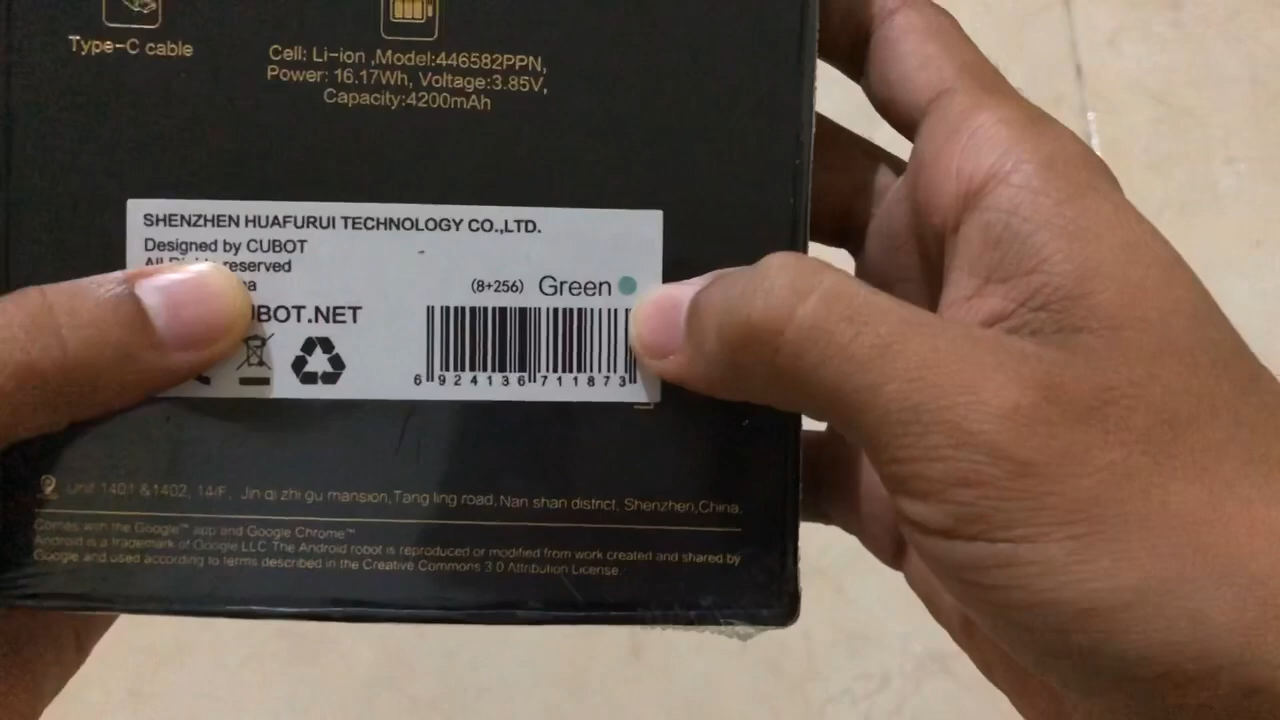 Type-C cable
Cell: Li-ion ,Model:446582PPN,
Power: 16.17Wh, Voltage:3.85V,
Capacity:4200mAh
SHENZHEN HUAFURUI TECHNOLOGY CO.,LTD.
Designed by CUBOT
All Rights reserved
(8+256) Green
UBOT.NET
6 924136 711873
Unit 1401 &1402, 14/F, Jin qi zhi gu mansion, Tang ling road, Nan shan district, Shenzhen,China.
Comes with the Google™ app and Google Chrome™
Android is a trademark of Google LLC The Android robot is reproduced or modified from work created and shared by
Google and used according to terms described in the Creative Commons 3.0 Attribution License.